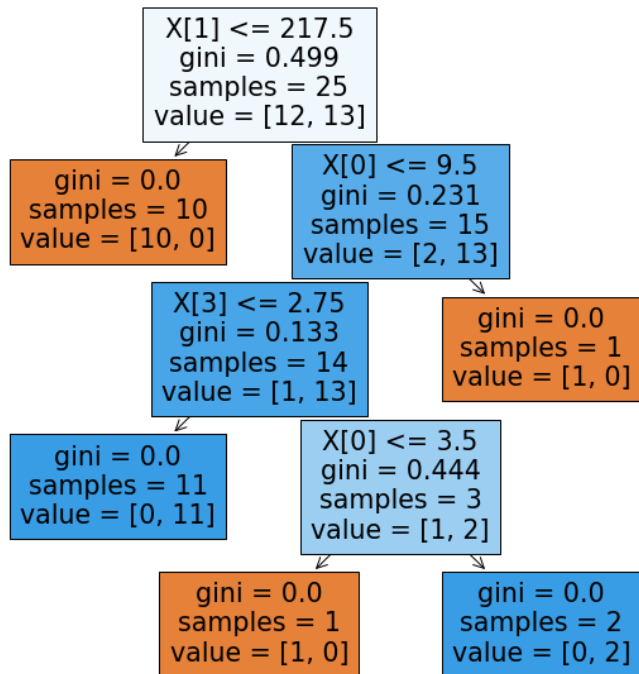 X[1] <= 217.5
gini = 0.499
samples = 25
value = [12, 13]
gini = 0.0
samples = 10
value = [10, 0]
X[0] <= 9.5
gini = 0.231
samples = 15
value = [2, 13]
X[3] <= 2.75
gini = 0.133
samples = 14
value = [1, 13]
gini = 0.0
samples = 1
value = [1, 0]
gini = 0.0
samples = 11
value = [0, 11]
X[0] <= 3.5
gini = 0.444
samples = 3
value = [1, 2]
gini = 0.0
samples = 1
value = [1, 0]
gini = 0.0
samples = 2
value = [0, 2]